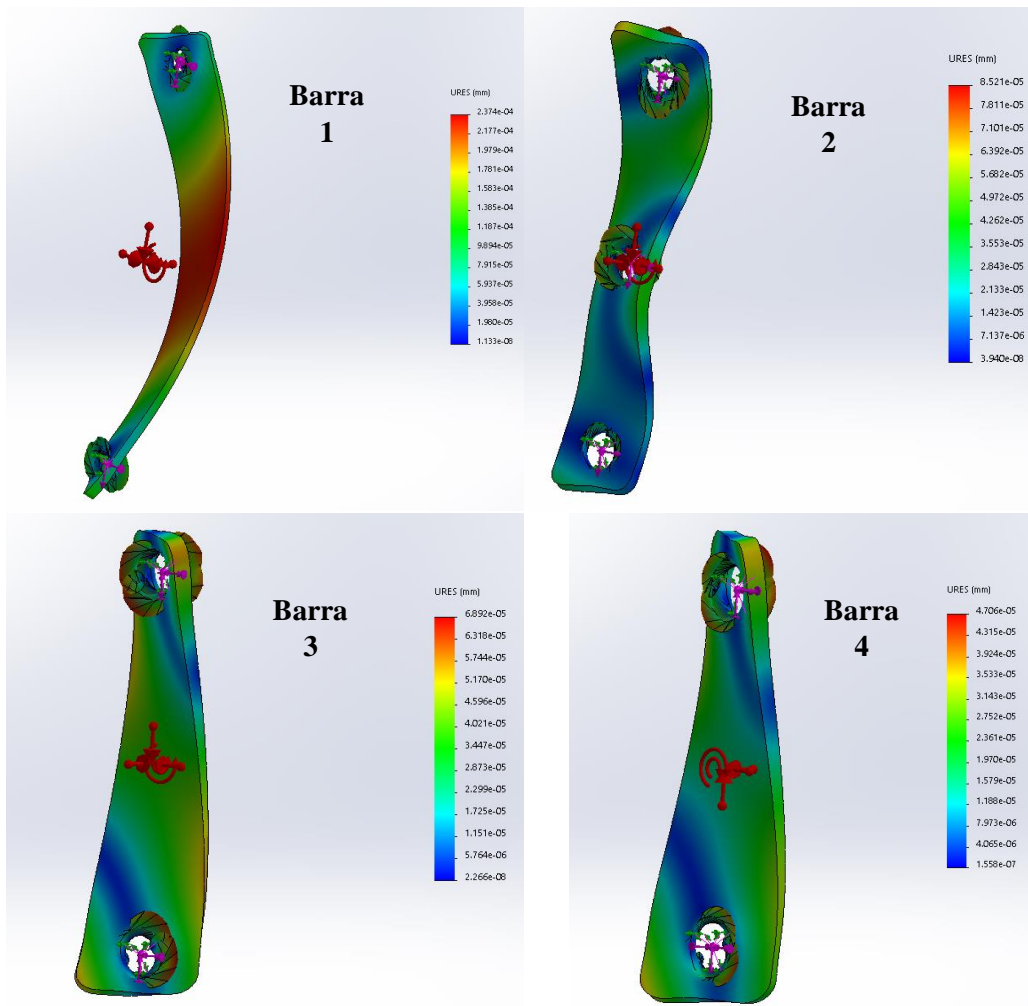 Barra
1
URES (mm)
2.374e-04
2.177e-04
1.979e-04
1.781e-04
1.583e-04
1.385e-04
1.187e-04
9.894e-05
7.915e-05
5.937e-05
3.958e-05
1.980e-05
1.133e-08
Barra
2
URES (mm)
8.521e-05
7.811e-05
7.101e-05
6.392e-05
5.682e-05
4.972e-05
4.262e-05
3.553e-05
2.843e-05
2.133e-05
1.423e-05
7.137e-06
3.940e-08
Barra
3
URES (mm)
6.892e-05
6.318e-05
5.744e-05
5.170e-05
4.596e-05
4.021e-05
3.447e-05
2.873e-05
2.299e-05
1.725e-05
1.151e-05
5.764e-06
2.266e-08
Barra
4
URES (mm)
4.706e-05
4.315e-05
3.924e-05
3.533e-05
3.143e-05
2.752e-05
2.361e-05
1.970e-05
1.579e-05
1.188e-05
7.973e-06
4.065e-06
1.558e-07